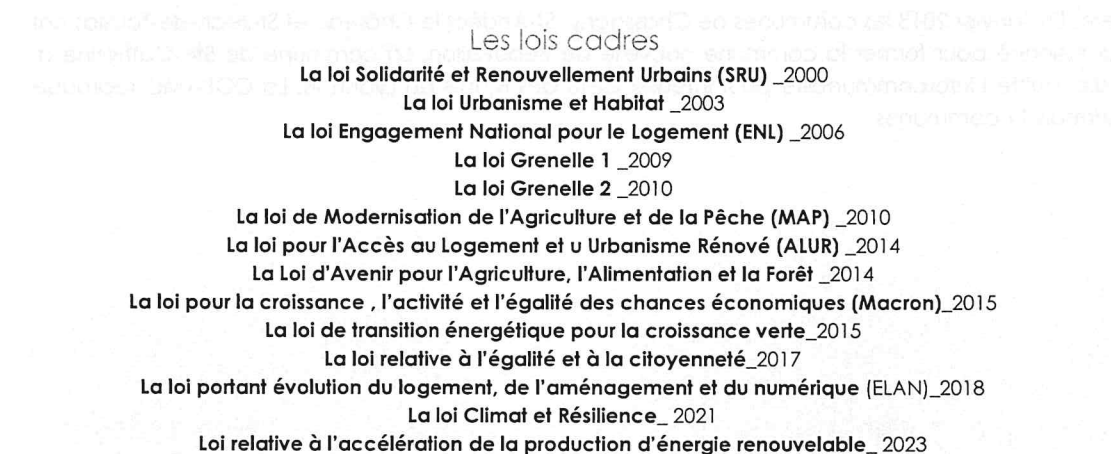 Les lois cadres
La loi Solidarité et Renouvellement Urbains (SRU) _2000
La loi Urbanisme et Habitat _2003
La loi Engagement National pour le Logement (ENL) _2006
La loi Grenelle 1 _2009
La loi Grenelle 2 _2010
La loi de Modernisation de l'Agriculture et de la Pêche (MAP) _2010
La loi pour l'Accès au Logement et u Urbanisme Rénové (ALUR) _2014
La Loi d'Avenir pour l'Agriculture, l'Alimentation et la Forêt _2014
La loi pour la croissance , l'activité et l'égalité des chances économiques (Macron)_2015
La loi de transition énergétique pour la croissance verte_2015
La loi relative à l'égalité et à la citoyenneté_2017
La loi portant évolution du logement, de l'aménagement et du numérique (ELAN)_2018
La loi Climat et Résilience_ 2021
Loi relative à l'accélération de la production d'énergie renouvelable_ 2023